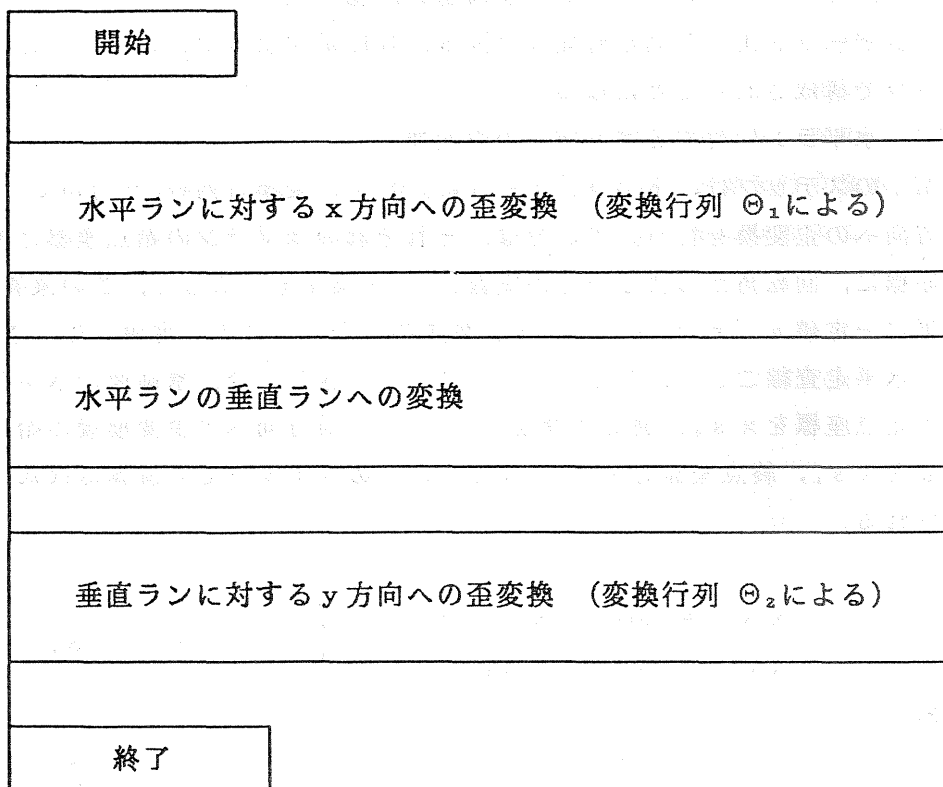 開始
水平ランに対するx方向への歪変換 (変換行列 Θ₁による)
水平ランの垂直ランへの変換
垂直ランに対するy方向への歪変換 (変換行列 Θ₂による)
終了